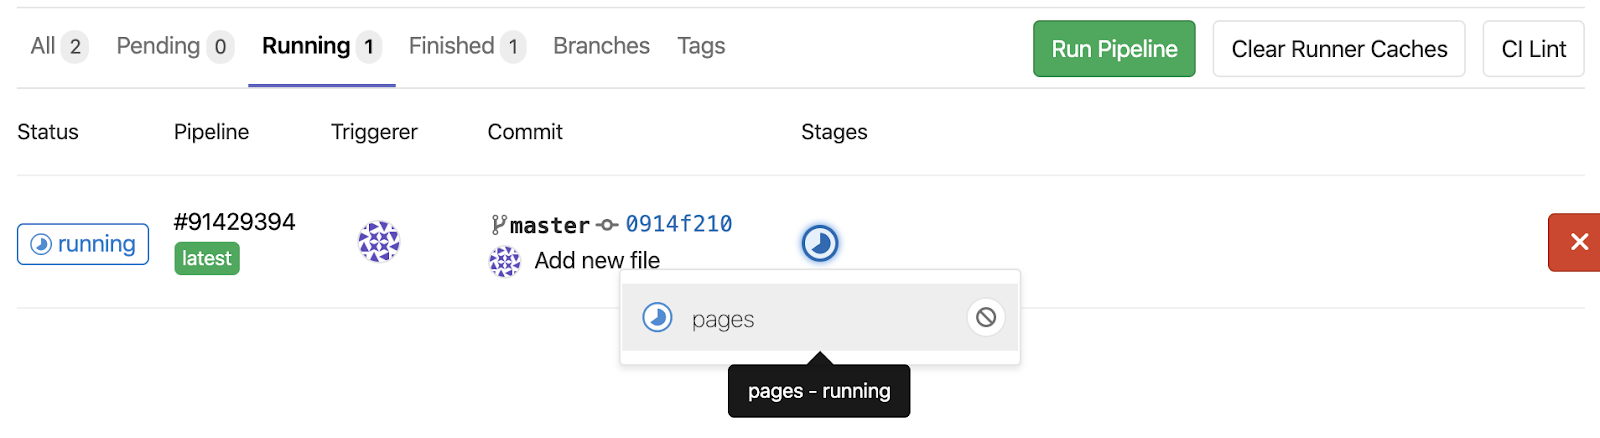 All 2 Pending 0 Running 1 Finished 1 Branches Tags Run Pipeline Clear Runner Caches CI Lint
Status Pipeline Triggerer Commit Stages
running #91429394 latest master 0914f210
Add new file
pages
pages - running